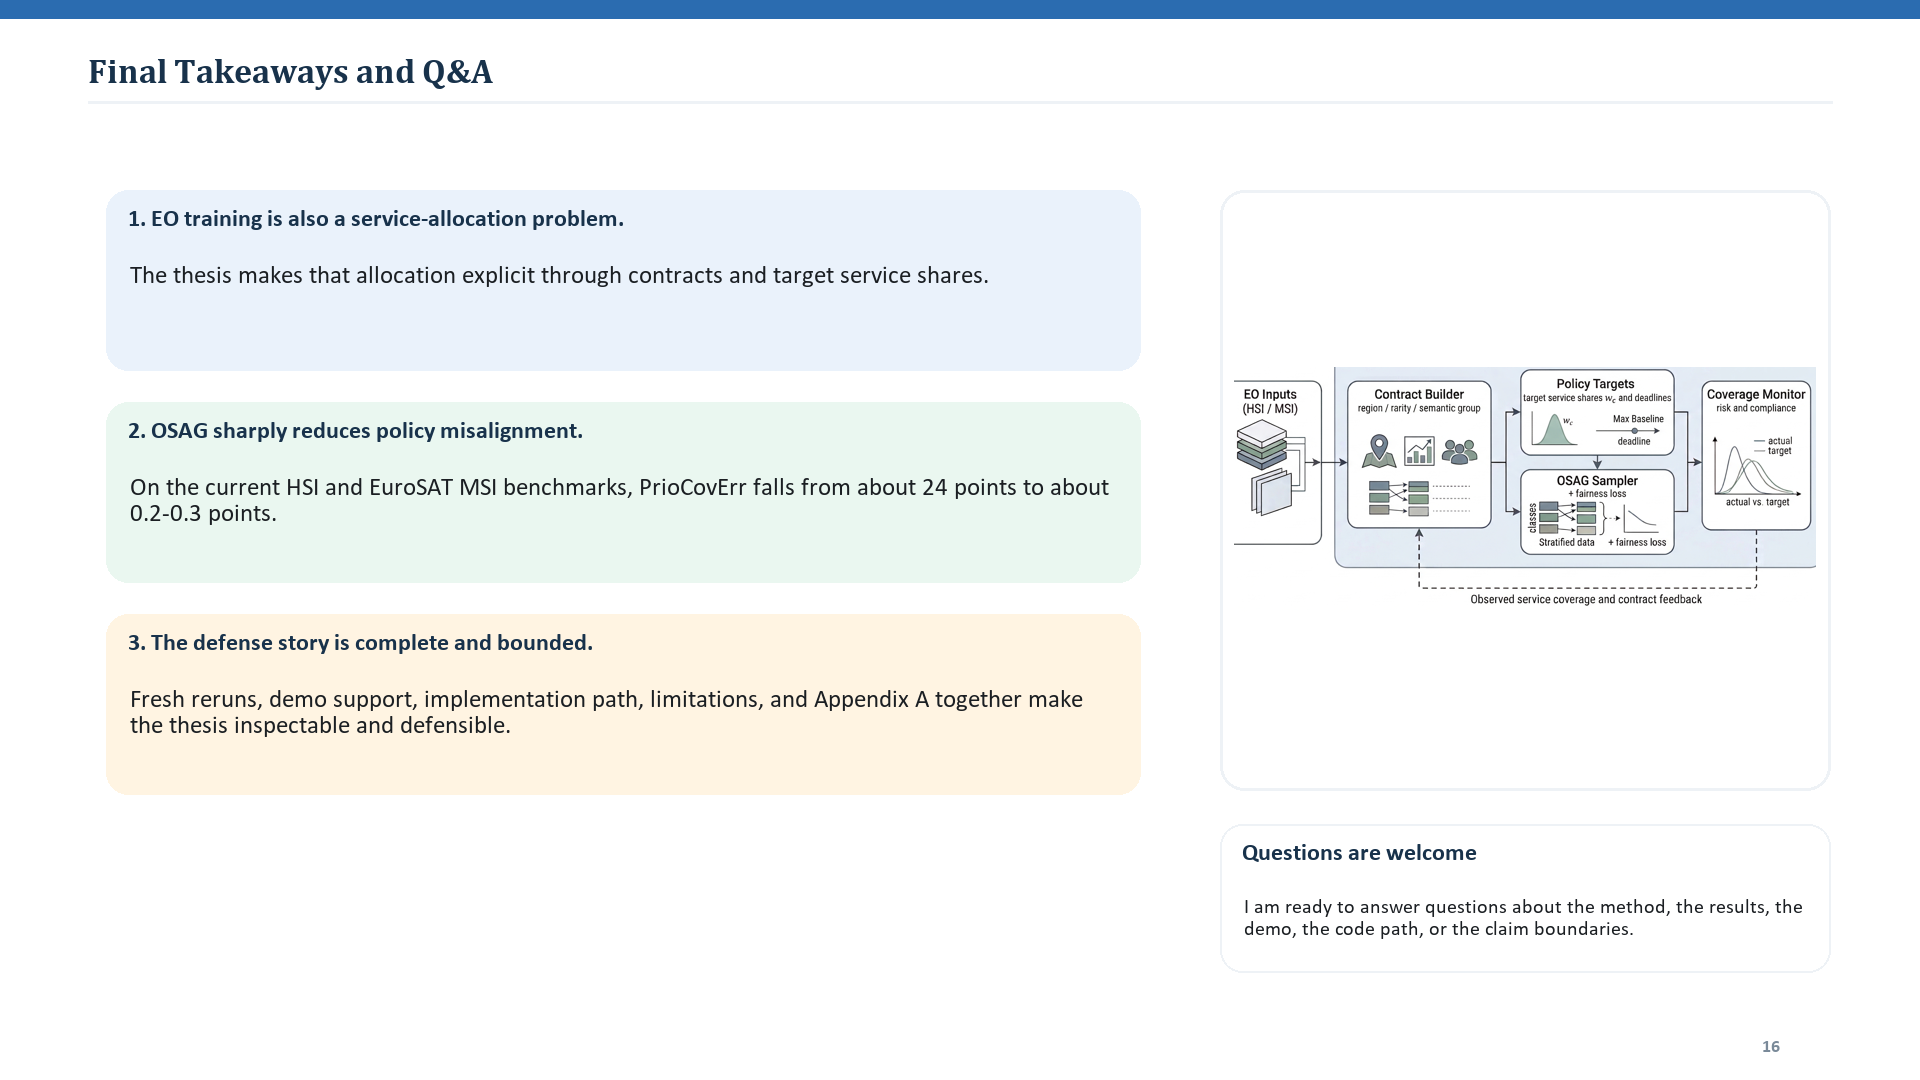 Final Takeaways and Q&A
1. EO training is also a service-allocation problem.
The thesis makes that allocation explicit through contracts and target service shares.
2. OSAG sharply reduces policy misalignment.
On the current HSI and EuroSAT MSI benchmarks, PrioCovErr falls from about 24 points to about
0.2-0.3 points.
3. The defense story is complete and bounded.
Fresh reruns, demo support, implementation path, limitations, and Appendix A together make
the thesis inspectable and defensible.
EO Inputs
(HSI / MSI)
Contract Builder
region / rarity / semantic group
Policy Targets
target service shares w_c and deadlines
w_c
Max Baseline
deadline
OSAG Sampler
+ fairness loss
classes
Stratified data
+ fairness loss
Coverage Monitor
risk and compliance
actual
target
actual vs. target
Observed service coverage and contract feedback
Questions are welcome
I am ready to answer questions about the method, the results, the
demo, the code path, or the claim boundaries.
16